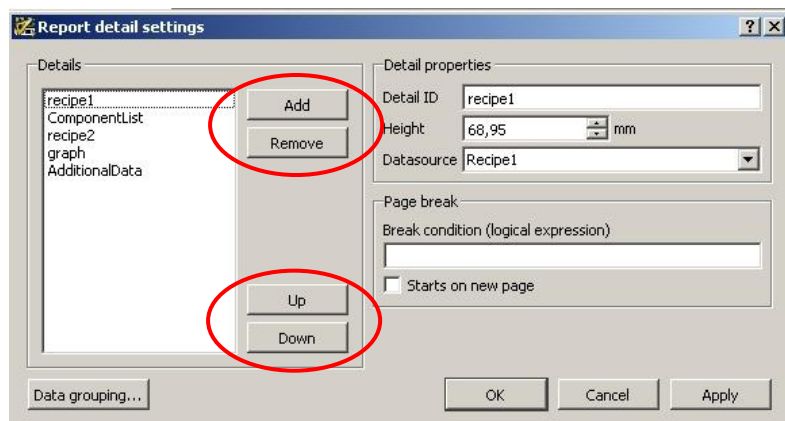 Report detail settings
Details
recipe1
ComponentList
recipe2
graph
AdditionalData
Add
Remove
Up
Down
Detail properties
Detail ID recipe1
Height 68,95 mm
Datasource Recipe1
Page break
Break condition (logical expression)
Starts on new page
Data grouping...
OK
Cancel
Apply